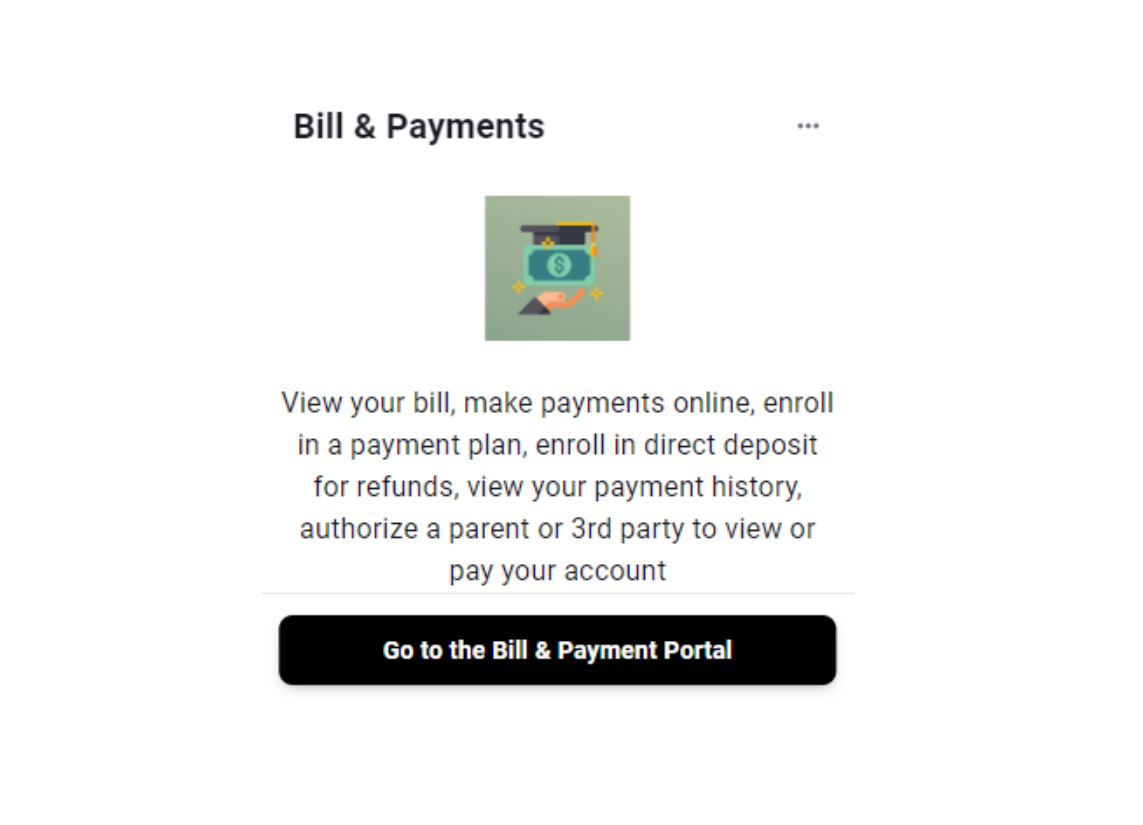 Bill & Payments
View your bill, make payments online, enroll
in a payment plan, enroll in direct deposit
for refunds, view your payment history,
authorize a parent or 3rd party to view or
pay your account
Go to the Bill & Payment Portal